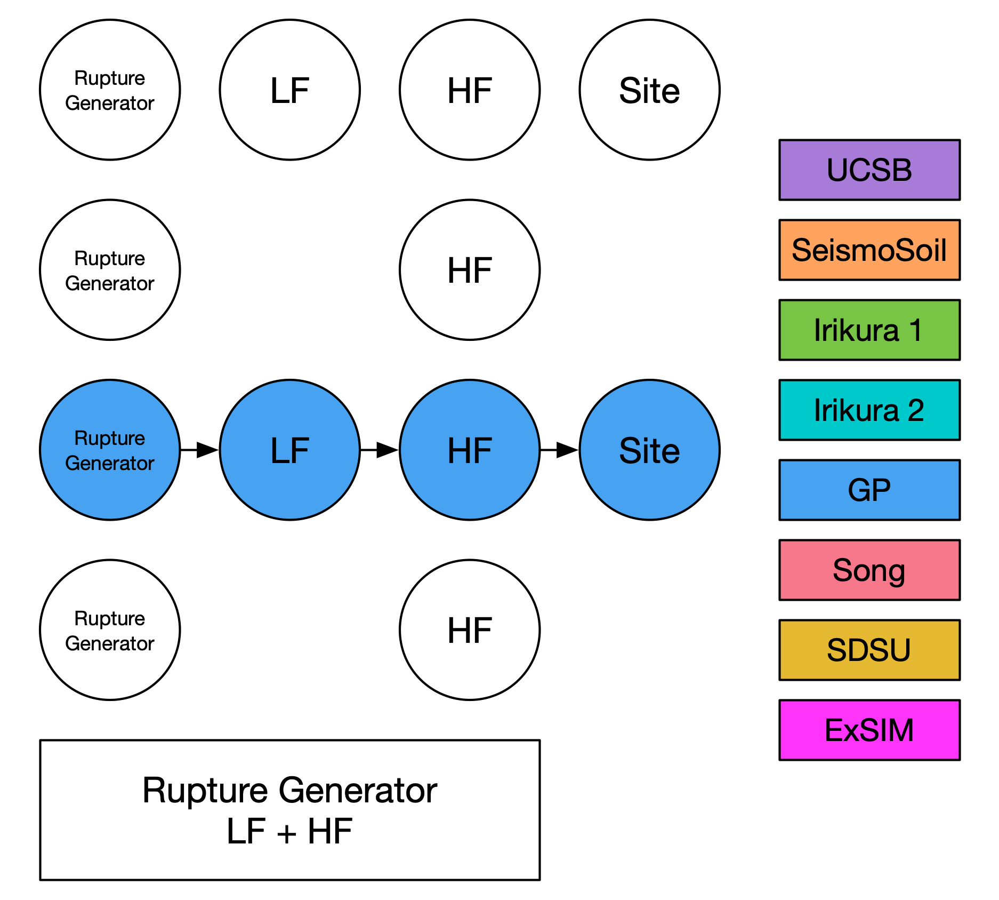 Rupture
Generator
LF
HF
Site
Rupture
Generator
HF
Rupture
Generator
LF
HF
Site
Rupture
Generator
HF
Rupture Generator
LF + HF
UCSB
SeismoSoil
Irikura 1
Irikura 2
GP
Song
SDSU
ExSIM